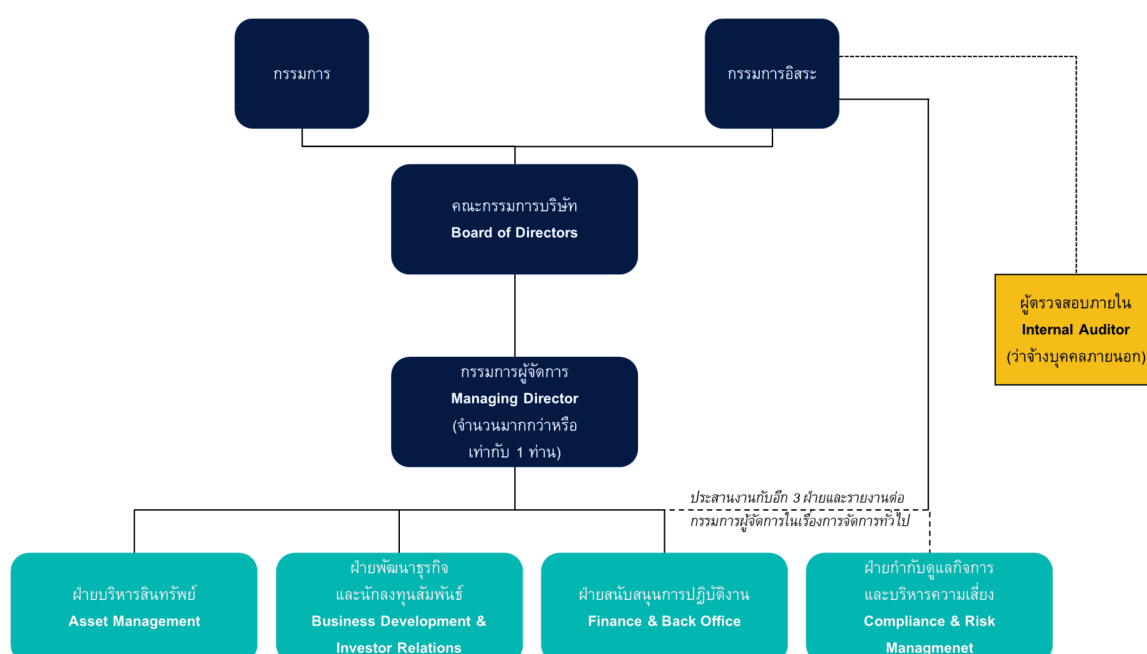 กรรมการ
กรรมการอิสระ
คณะกรรมการบริษัท
Board of Directors
ผู้ตรวจสอบภายใน
Internal Auditor
(ว่าจ้างบุคคลภายนอก)
กรรมการผู้จัดการ
Managing Director
(จำนวนมากกว่าหรือ
เท่ากับ 1 ท่าน)
ประสานงานกับอีก 3 ฝ่ายและรายงานต่อ
กรรมการผู้จัดการในเรื่องการจัดการทั่วไป
ฝ่ายบริหารสินทรัพย์
Asset Management
ฝ่ายพัฒนาธุรกิจ
และนักลงทุนสัมพันธ์
Business Development &
Investor Relations
ฝ่ายสนับสนุนการปฏิบัติงาน
Finance & Back Office
ฝ่ายกำกับดูแลกิจการ
และบริหารความเสี่ยง
Compliance & Risk
Managmenet